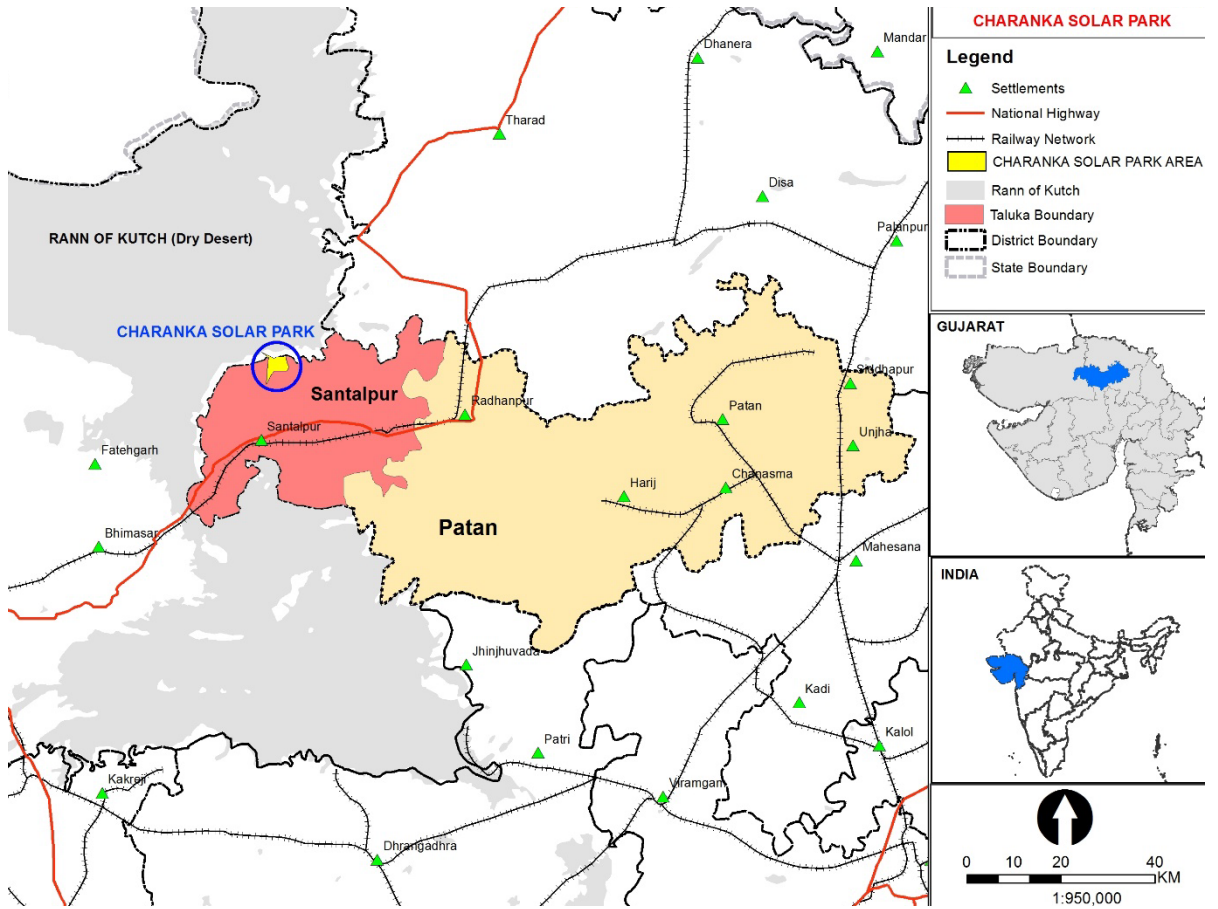 CHARANKA SOLAR PARK
Legend
Settlements
National Highway
Railway Network
CHARANKA SOLAR PARK AREA
Rann of Kutch
Taluka Boundary
District Boundary
State Boundary
GUJARAT
INDIA
0 10 20 40
KM
1:950,000
Mandar
Dhanera
Tharad
Disa
Palanpur
RANN OF KUTCH (Dry Desert)
CHARANKA SOLAR PARK
Santalpur
Radhanpur
Siddhapur
Patan
Santalpur
Unjha
Fatehgarh
Chanasma
Harij
Patan
Bhimasar
Mahesana
Jhinjhuvada
Kadi
Kalol
Patri
Kakreji
Viramgam
Dhrangadhra